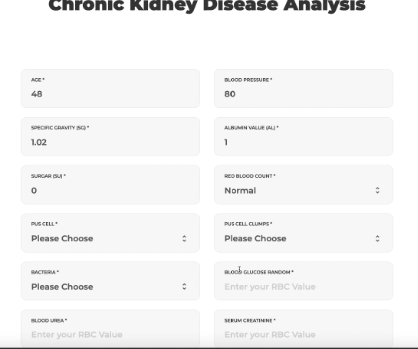 Chronic Kidney Disease Analysis
AGE * BLOOD PRESSURE *
48 80
SPECIFIC GRAVITY (SG) * ALBUMIN VALUE (AL) *
1.02 1
SURGAR (SU) * RED BLOOD COUNT *
0 Normal
PUS CELL * PUS CELL CLUMPS *
Please Choose Please Choose
BACTERIA * BLOOD GLUCOSE RANDOM *
Please Choose Enter your RBC Value
BLOOD UREA * SERUM CREATININE *
Enter your RBC Value Enter your RBC Value